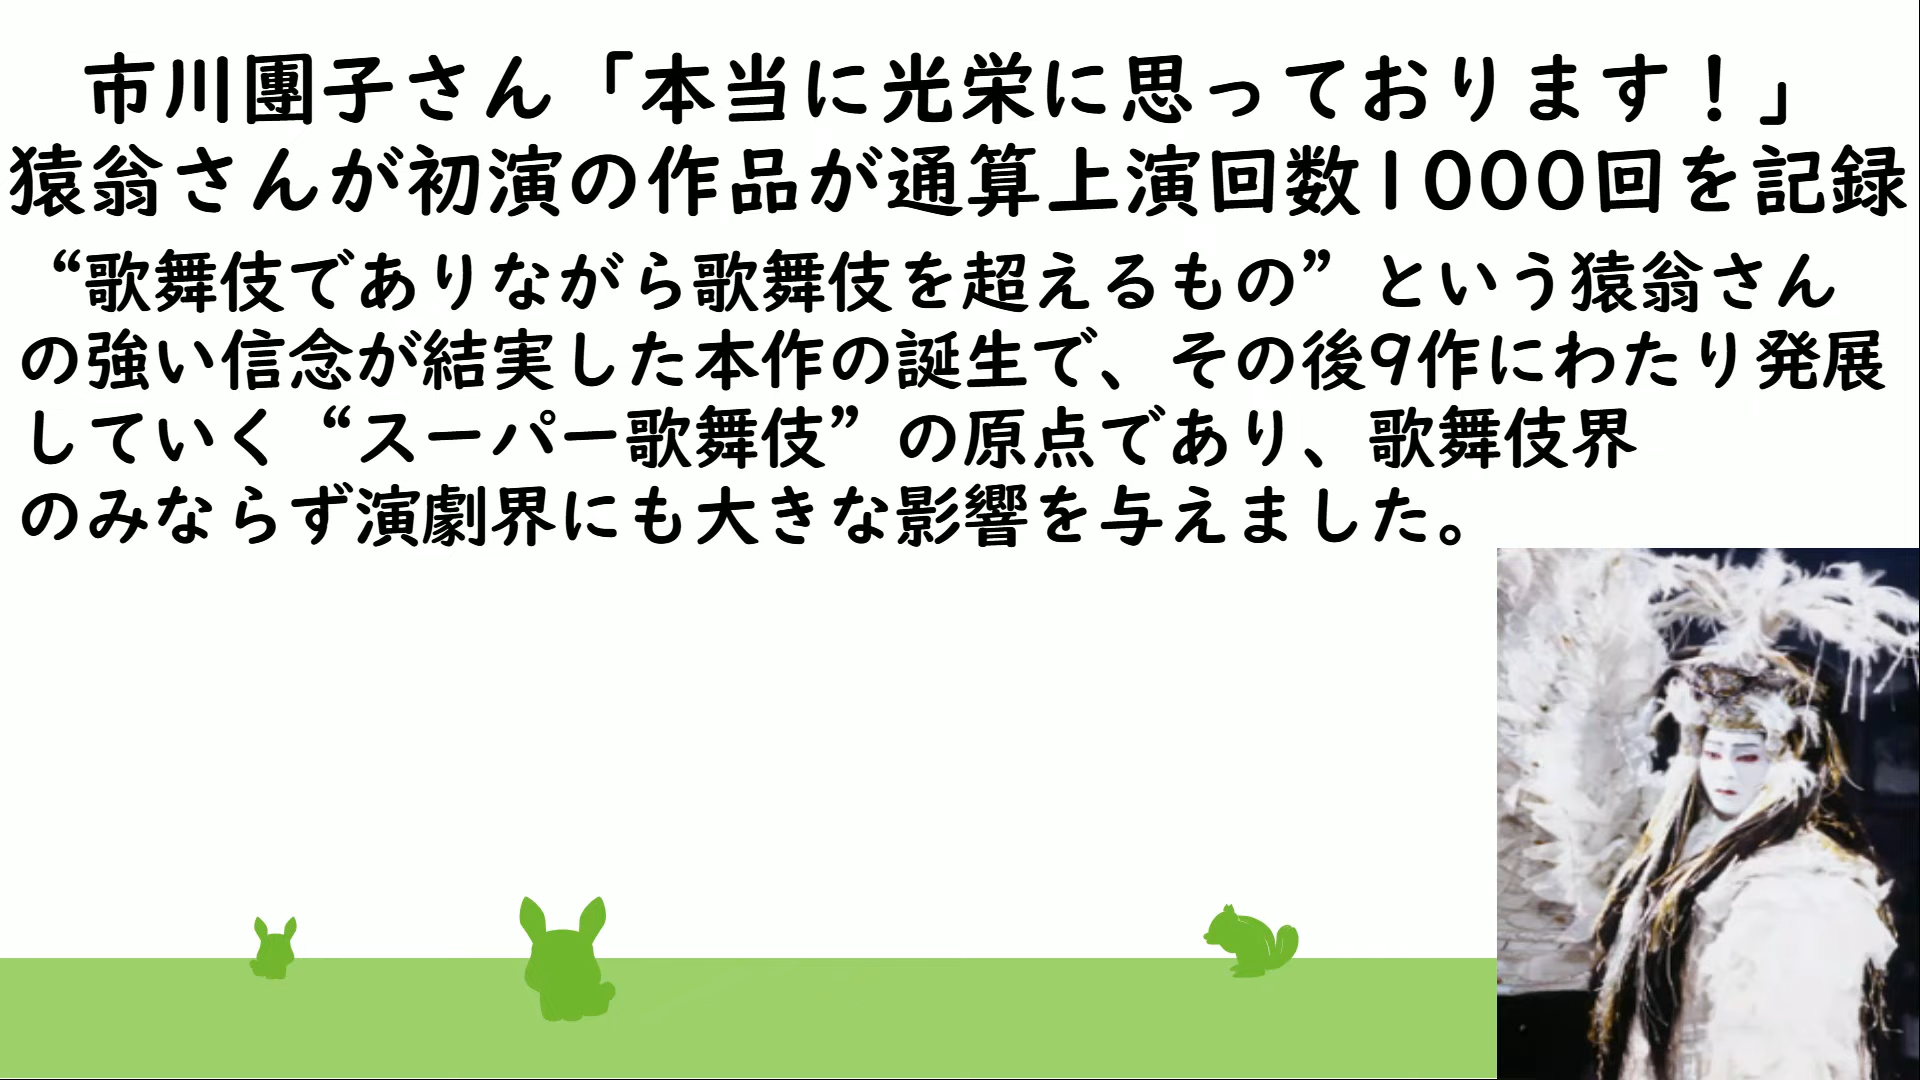 市川團子さん「本当に光栄に思っております！」
猿翁さんが初演の作品が通算上演回数1000回を記録
“歌舞伎でありながら歌舞伎を超えるもの”という猿翁さん
の強い信念が結実した本作の誕生で、その後9作にわたり発展
していく“スーパー歌舞伎”の原点であり、歌舞伎界
のみならず演劇界にも大きな影響を与えました。